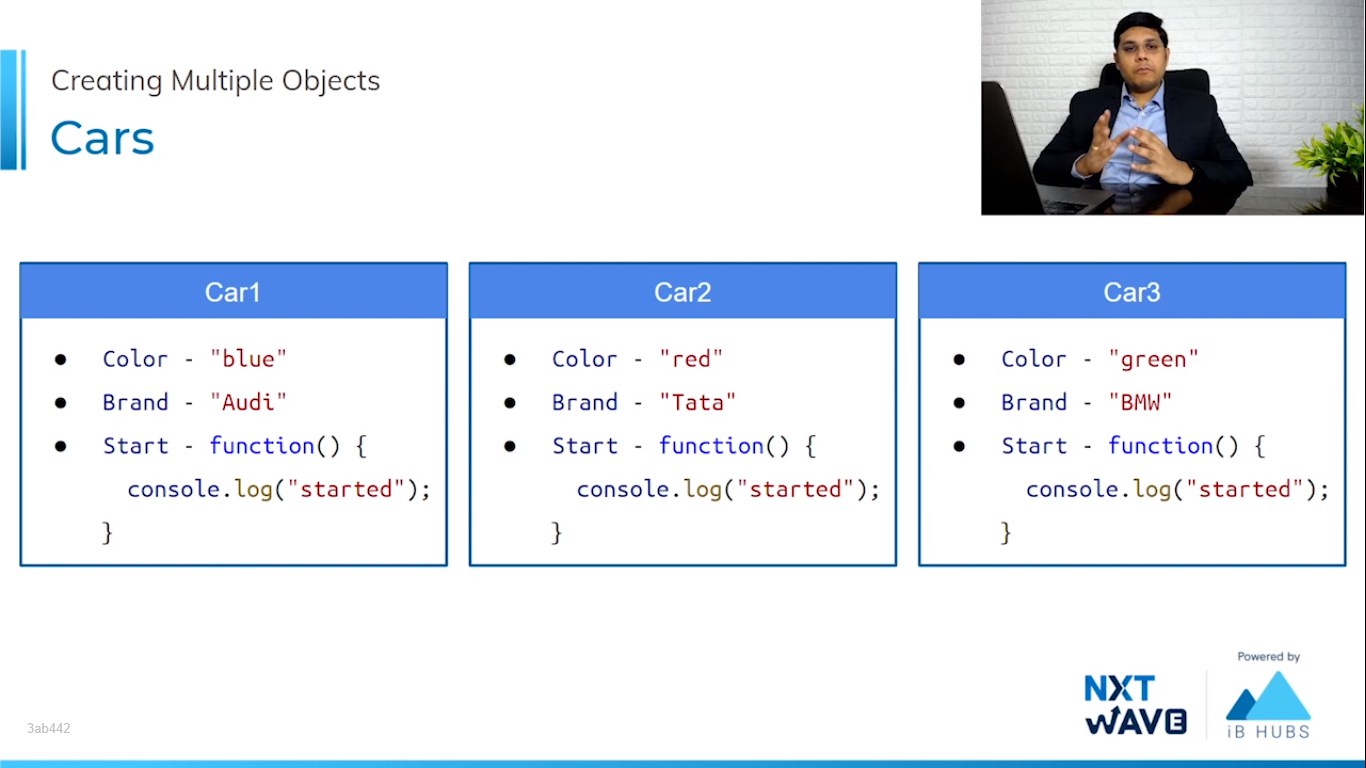 Creating Multiple Objects
Cars
Car1
● Color - "blue"
● Brand - "Audi"
● Start - function() {
console.log("started");
}
Car2
● Color - "red"
● Brand - "Tata"
● Start - function() {
console.log("started");
}
Car3
● Color - "green"
● Brand - "BMW"
● Start - function() {
console.log("started");
}
3ab442
NXT
WAVE
Powered by
iB HUBS